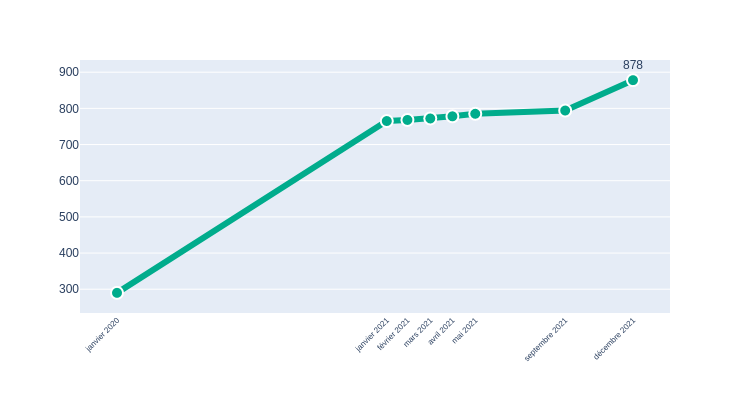 878
900
800
700
600
500
400
300
janvier 2020
janvier 2021
février 2021
mars 2021
avril 2021
mai 2021
septembre 2021
décembre 2021